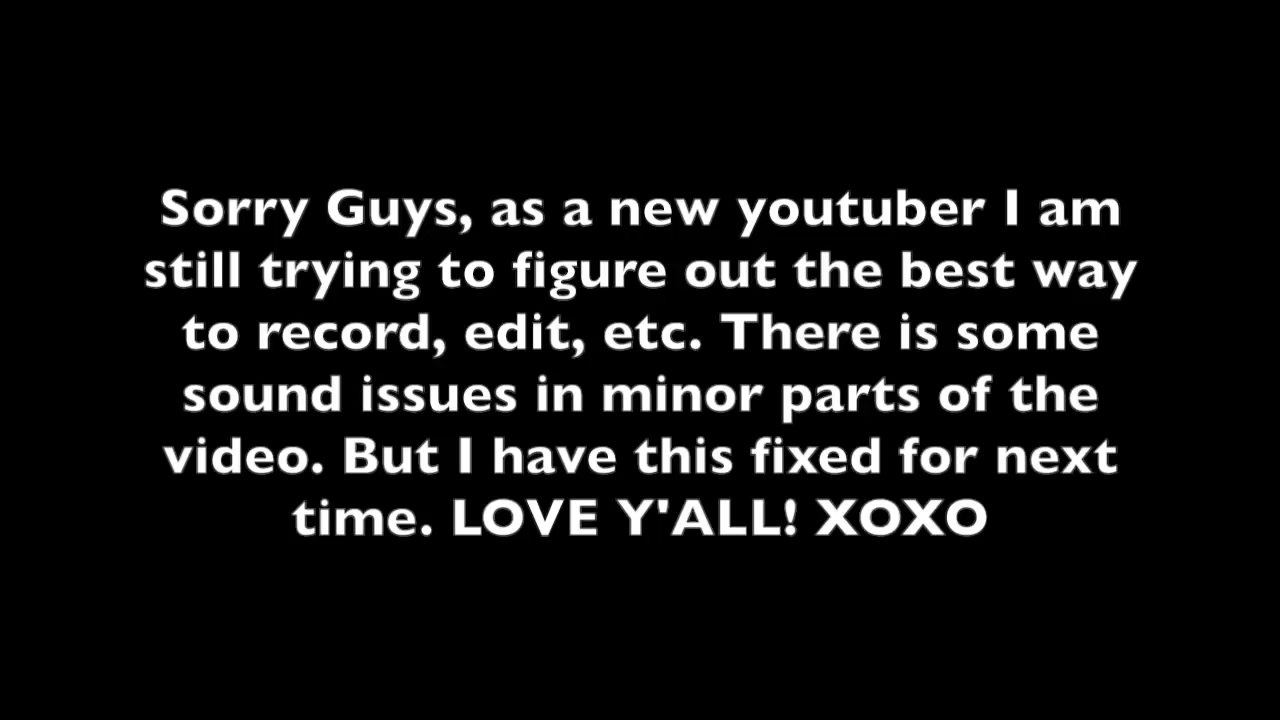 Sorry Guys, as a new youtuber I am
still trying to figure out the best way
to record, edit, etc. There is some
sound issues in minor parts of the
video. But I have this fixed for next
time. LOVE Y'ALL! XOXO